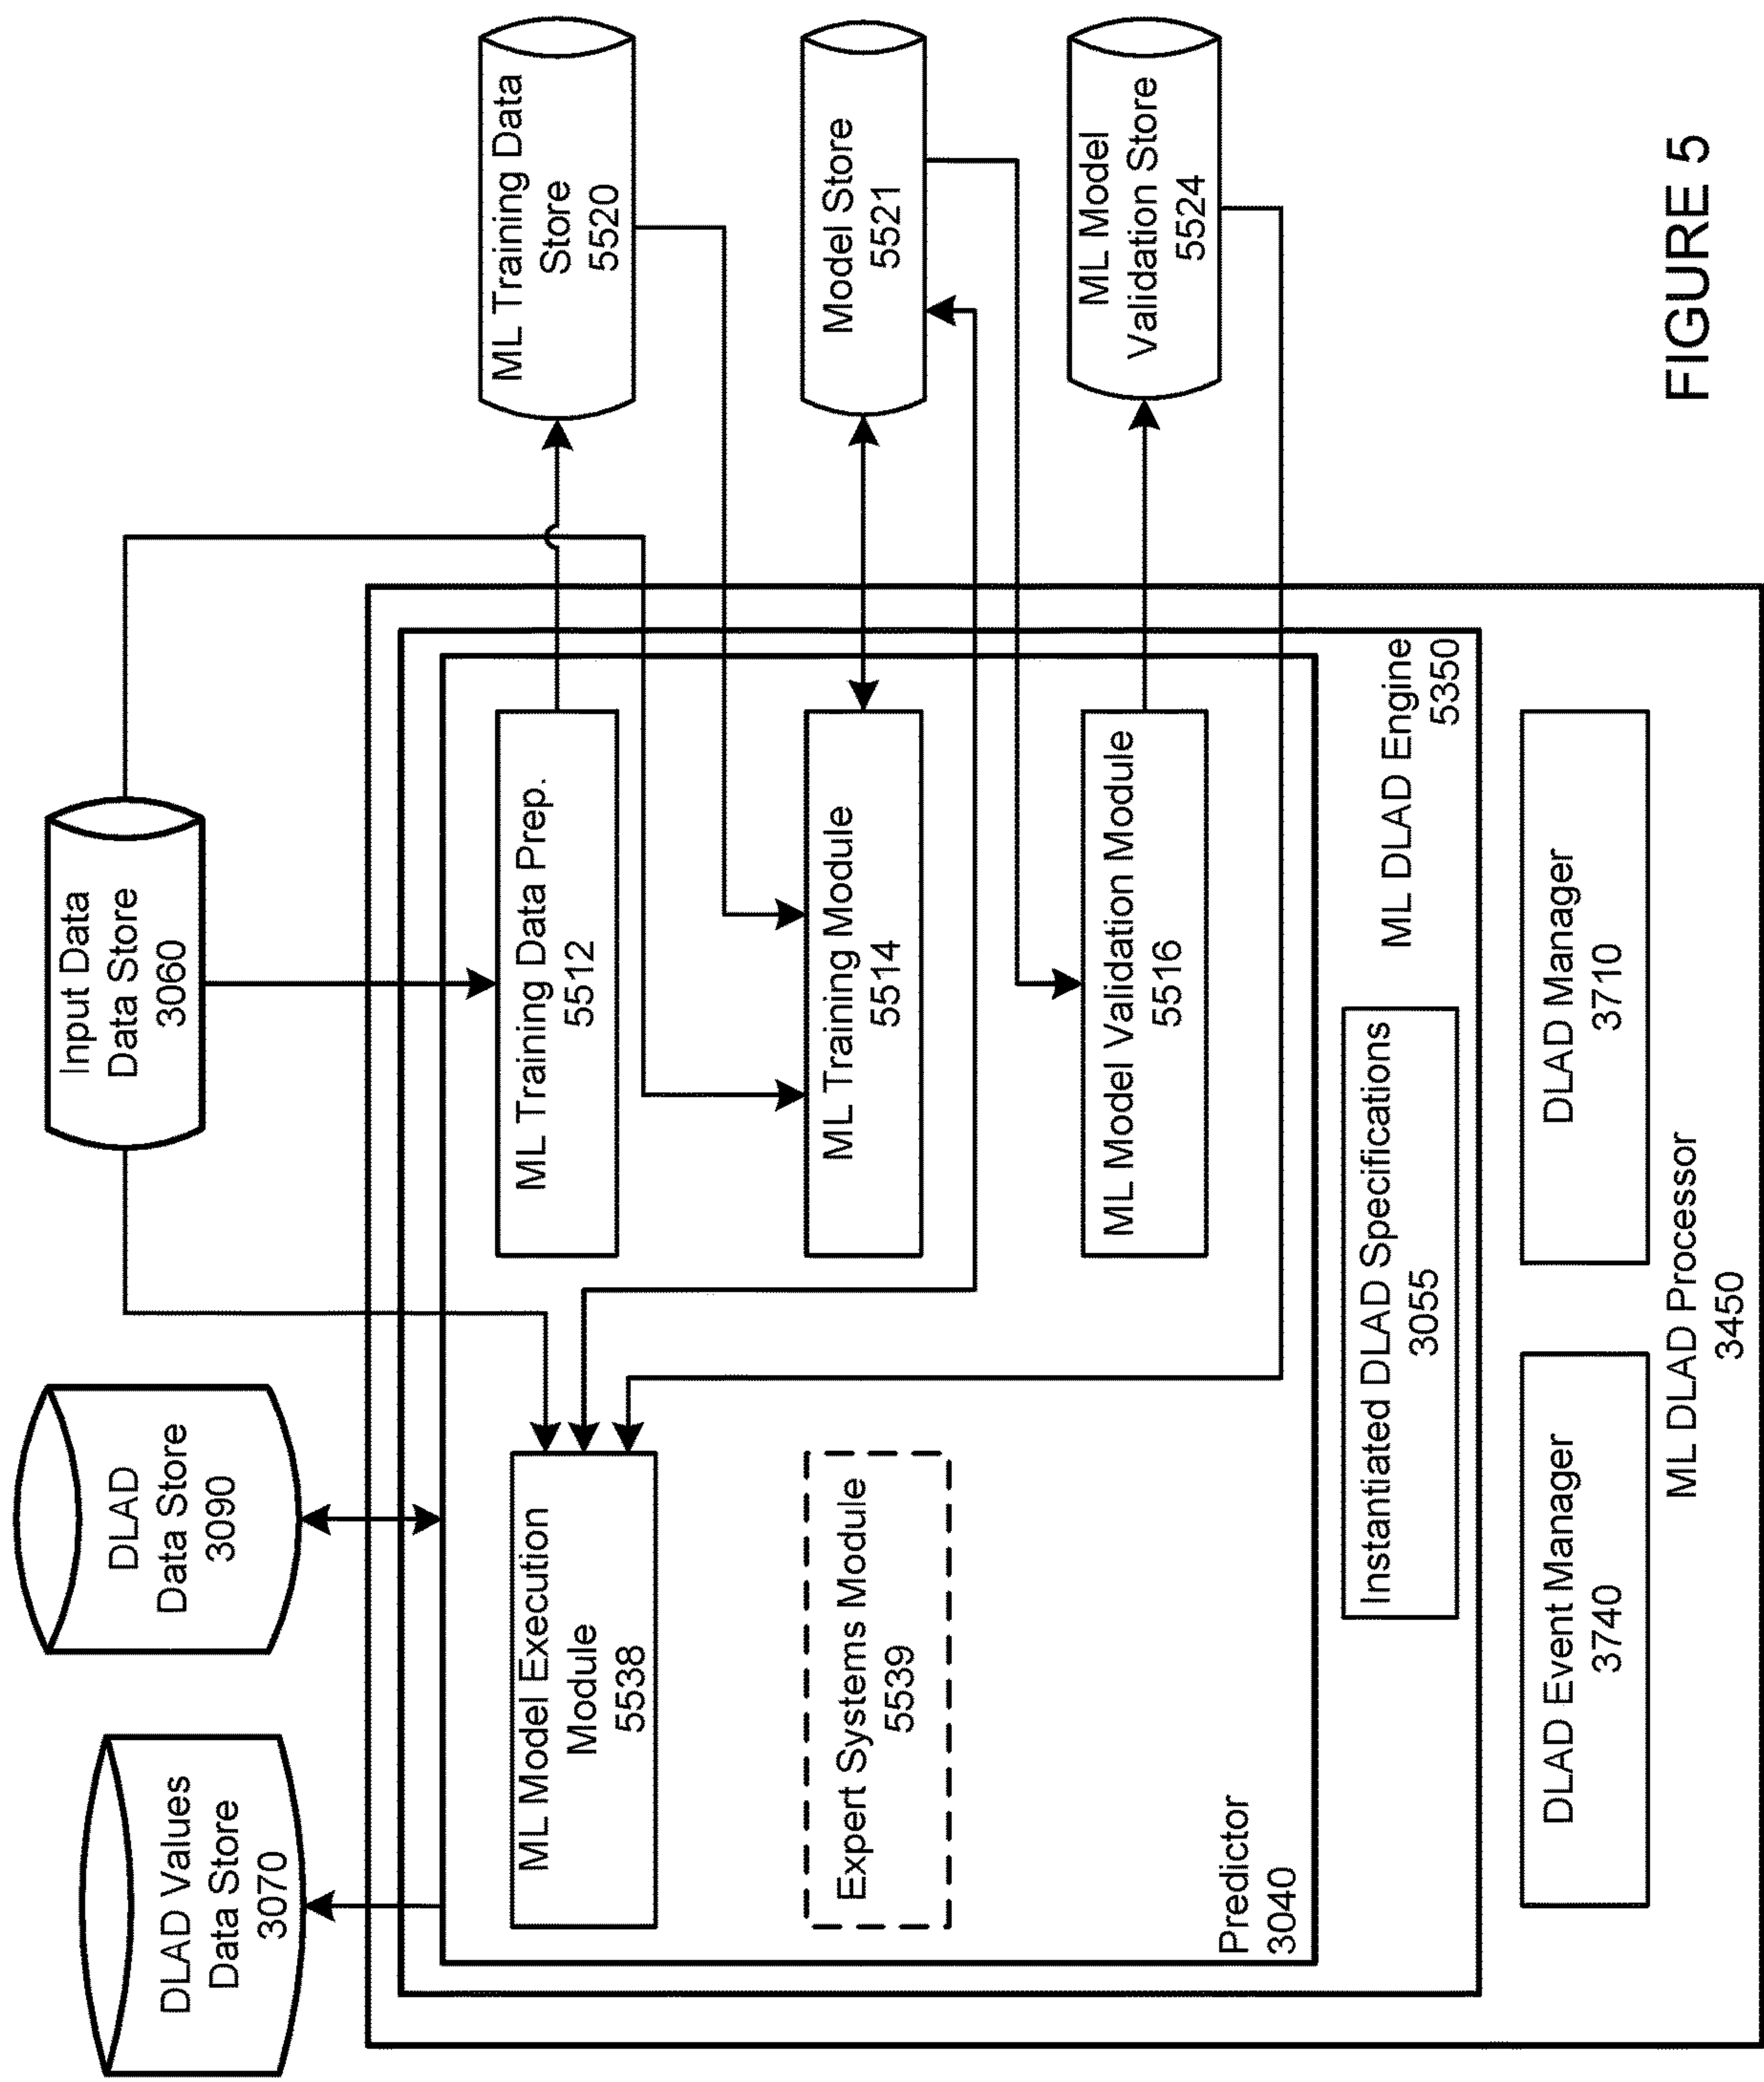 DLAD Values
Data Store
3070
DLAD
Data Store
3090
Input Data
Data Store
3060
ML Training Data
Store
5520
Model Store
5521
ML Model
Validation Store
5524
ML Model Execution
Module
5538
Expert Systems Module
5539
ML Training Data Prep.
5512
ML Training Module
5514
ML Model Validation Module
5516
Predictor
3040
Instantiated DLAD Specifications
3055
ML DLAD Engine
5350
DLAD Event Manager
3740
DLAD Manager
3710
ML DLAD Processor
3450
FIGURE 5